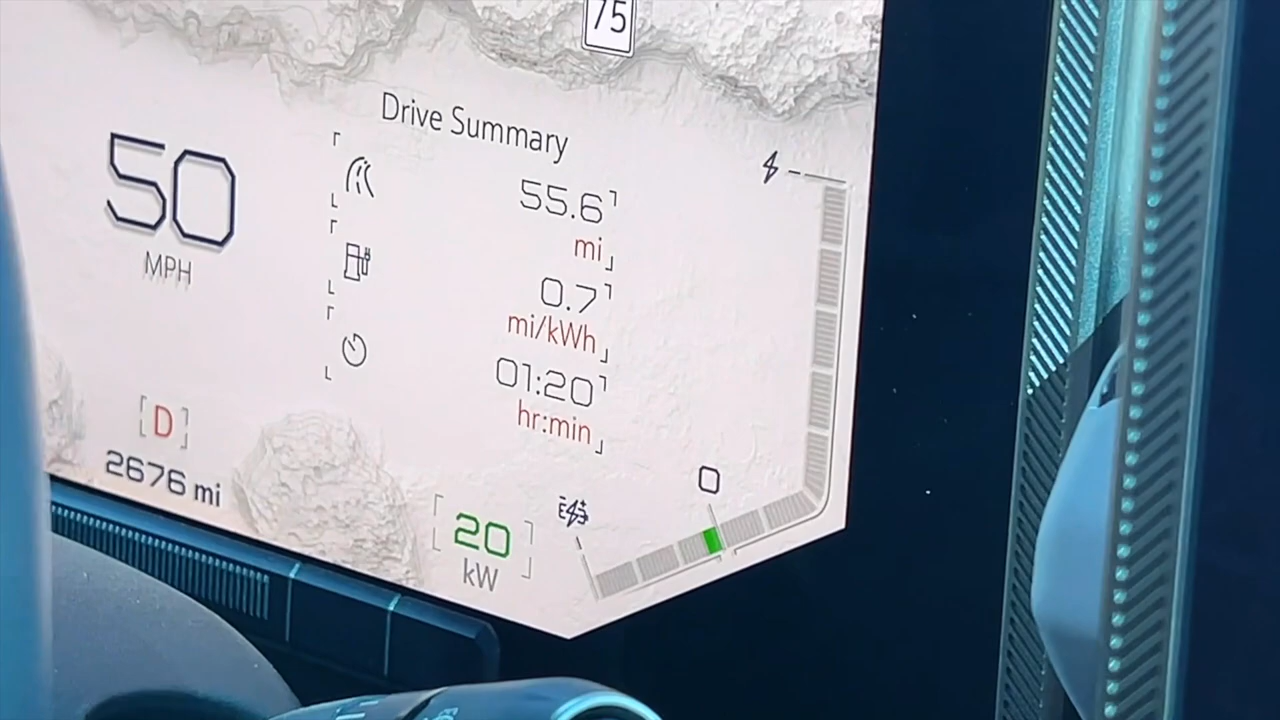 75
Drive Summary
50
MPH
55.6
mi
0.7
mi/kWh
01:20
hr:min
[D]
2676 mi
0
20
kW